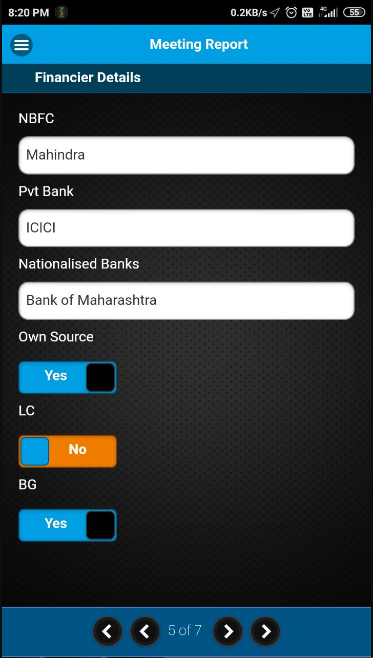 8:20 PM 0.2KB/s 4G 55
Meeting Report
Financier Details
NBFC
Mahindra
Pvt Bank
ICICI
Nationalised Banks
Bank of Maharashtra
Own Source
Yes
LC
No
BG
Yes
5 of 7